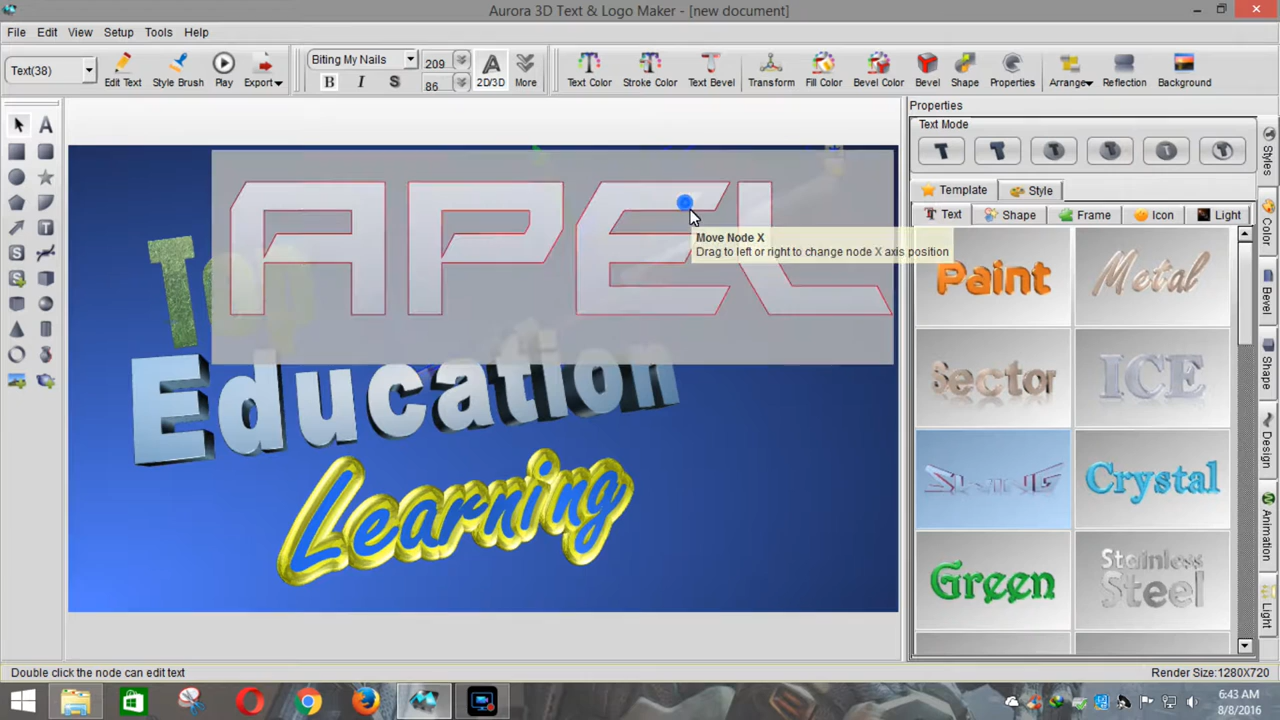 Aurora 3D Text & Logo Maker - [new document]
File Edit View Setup Tools Help
Text(38)
Edit Text Style Brush Play Export
Biting My Nails 209
B I S 86
2D3D More
Text Color Stroke Color Text Bevel Transform Fill Color Bevel Color Bevel Shape Properties Arrange Reflection Background
Properties
Text Mode
Template Style
Text Shape Frame Icon Light
APEL
Move Node X
Drag to left or right to change node X axis position
Education
Learning
Paint Metal
Sector ICE
SWING Crystal
Green Stainless Steel
Styles
Color
Bevel
Shape
Design
Animation
Light
Double click the node can edit text
Render Size:1280X720
6:43 AM
8/8/2016